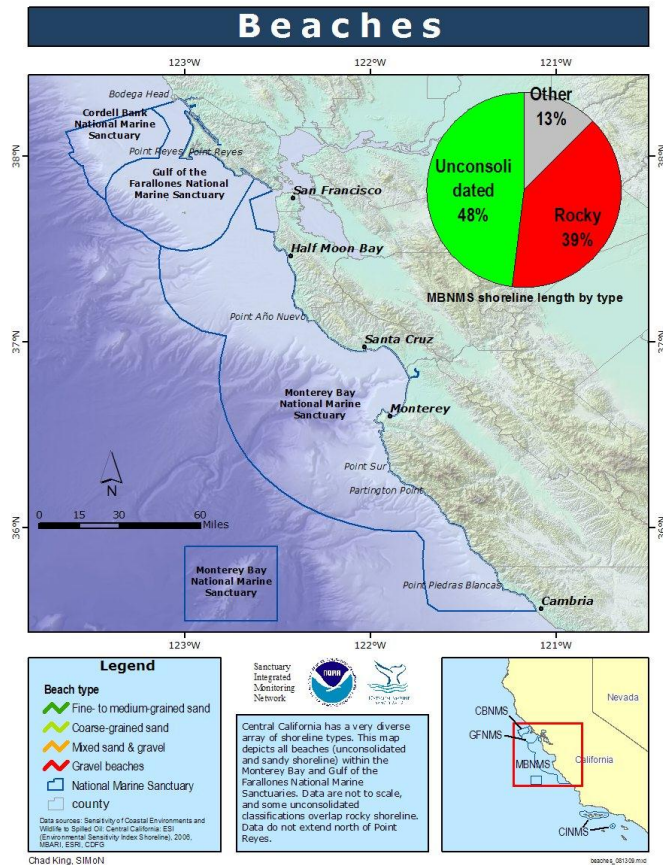 Beaches
123°W
122°W
121°W
Bodega Head
Cordell Bank
National Marine
Sanctuary
Point Reyes
Point Reyes
38°N
38°N
Gulf of the
Farallones National
Marine Sanctuary
San Francisco
Half Moon Bay
Other
13%
Unconsoli
dated
48%
Rocky
39%
MBNMS shoreline length by type
Point Año Nuevo
37°N
37°N
Santa Cruz
Monterey Bay
National Marine
Sanctuary
Monterey
Point Sur
Partington Point
N
0 15 30 60
Miles
36°N
36°N
Monterey Bay
National Marine
Sanctuary
Point Piedras Blancas
Cambria
123°W
122°W
121°W
Legend
Beach type
Fine- to medium-grained sand
Coarse-grained sand
Mixed sand & gravel
Gravel beaches
National Marine Sanctuary
county
Data sources: Sensitivity of Coastal Environments and
Wildlife to Spilled Oil: Central California: ESI
(Environmental Sensitivity Index Shoreline), 2006,
MBARI, ESRI, CDFG
Chad King, SIMoN
Sanctuary
Integrated
Monitoring
Network
NOAA
Central California has a very diverse
array of shoreline types. This map
depicts all beaches (unconsolidated
and sandy shoreline) within the
Monterey Bay and Gulf of the
Farallones National Marine
Sanctuaries. Data are not to scale,
and some unconsolidated
classifications overlap rocky shoreline.
Data do not extend north of Point
Reyes.
Nevada
CBNMS
GFNMS
California
MBNMS
CINMS
beaches_081309.mxd